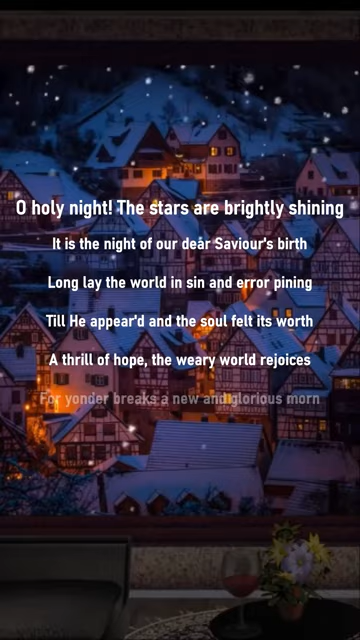 O holy night! The stars are brightly shining
It is the night of our dear Saviour's birth
Long lay the world in sin and error pining
Till He appear'd and the soul felt its worth
A thrill of hope, the weary world rejoices
For yonder breaks a new and glorious morn